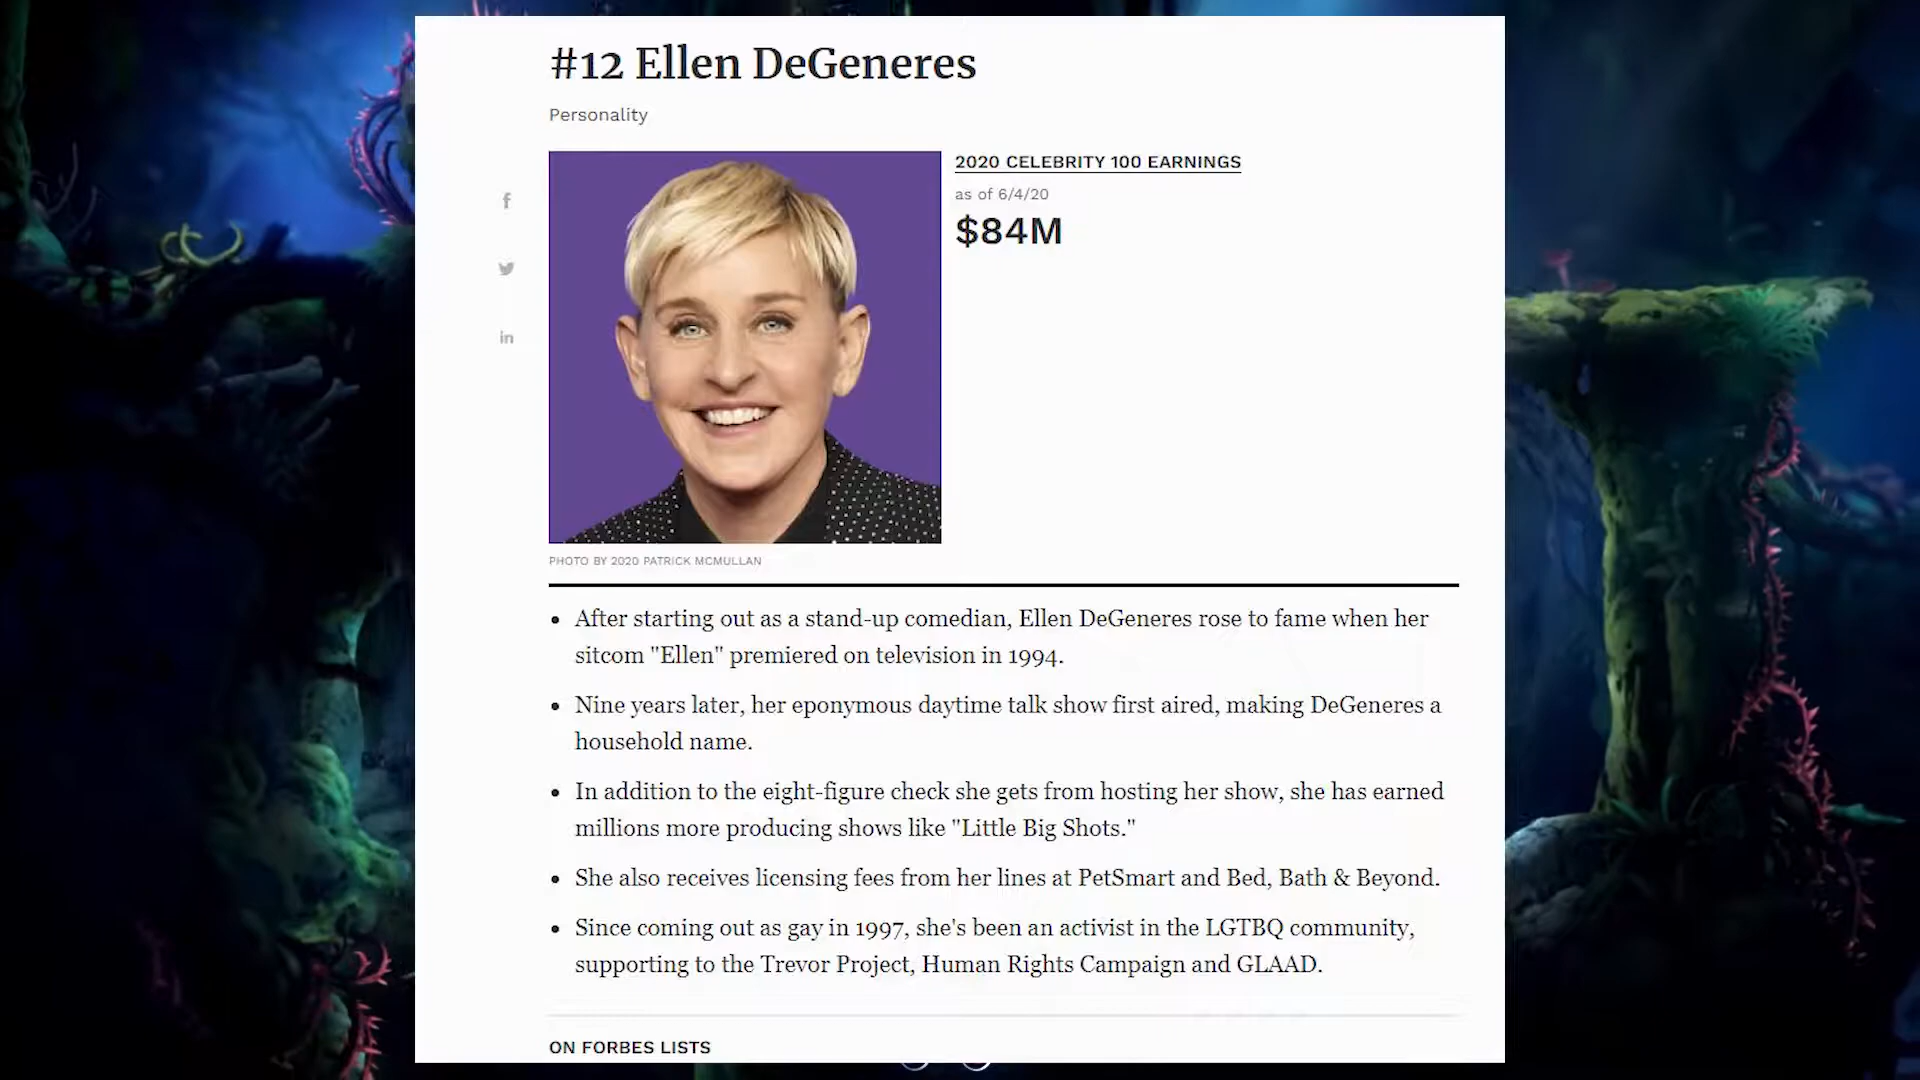 #12 Ellen DeGeneres
Personality
2020 CELEBRITY 100 EARNINGS
as of 6/4/20
$84M
f
in
PHOTO BY 2020 PATRICK MCMULLAN
After starting out as a stand-up comedian, Ellen DeGeneres rose to fame when her
sitcom "Ellen" premiered on television in 1994.
Nine years later, her eponymous daytime talk show first aired, making DeGeneres a
household name.
In addition to the eight-figure check she gets from hosting her show, she has earned
millions more producing shows like "Little Big Shots."
She also receives licensing fees from her lines at PetSmart and Bed, Bath & Beyond.
Since coming out as gay in 1997, she's been an activist in the LGTBQ community,
supporting to the Trevor Project, Human Rights Campaign and GLAAD.
ON FORBES LISTS